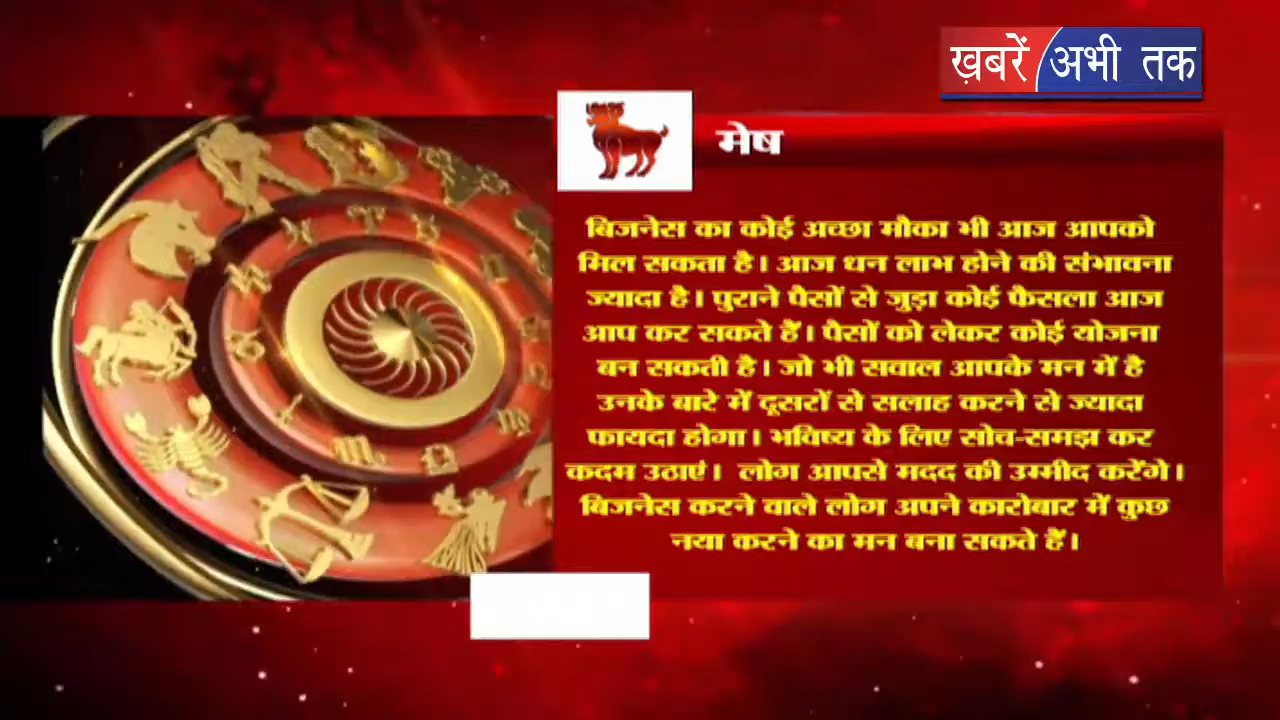 ख़बरें अभी तक
मेष
बिजनेस का कोई अच्छा मौका भी आज आपको
मिल सकता है। आज धन लाभ होने की संभावना
ज्यादा है। पुराने पैसों से जुड़ा कोई फैसला आज
आप कर सकते हैं। पैसों को लेकर कोई योजना
बन सकती है। जो भी सवाल आपके मन में है
उनके बारे में दूसरों से सलाह करने से ज्यादा
फायदा होगा। भविष्य के लिए सोच-समझ कर
कदम उठाएं।  लोग आपसे मदद की उम्मीद करेंगे।
बिजनेस करने वाले लोग अपने कारोबार में कुछ
नया करने का मन बना सकते हैं।